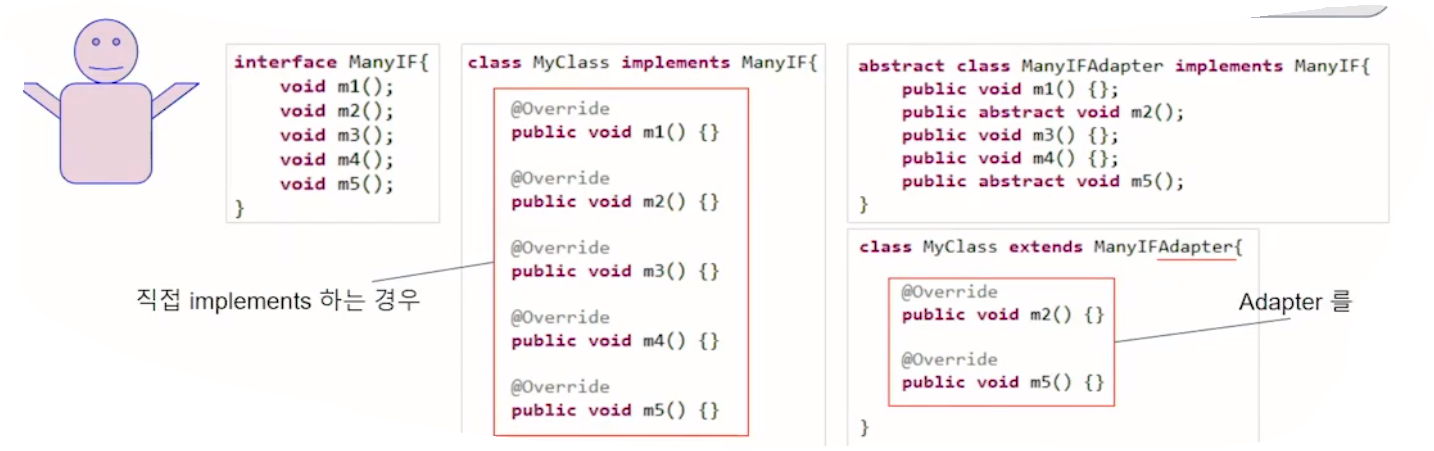 interface ManyIF{
void m1();
void m2();
void m3();
void m4();
void m5();
}
직접 implements 하는 경우
class MyClass implements ManyIF{
@Override
public void m1() {}
@Override
public void m2() {}
@Override
public void m3() {}
@Override
public void m4() {}
@Override
public void m5() {}
abstract class ManyIFAdapter implements ManyIF{
public void m1() {};
public abstract void m2();
public void m3() {};
public void m4() {};
public abstract void m5();
}
class MyClass extends ManyIFAdapter{
@Override
public void m2() {}
@Override
public void m5() {}
}
Adapter 를